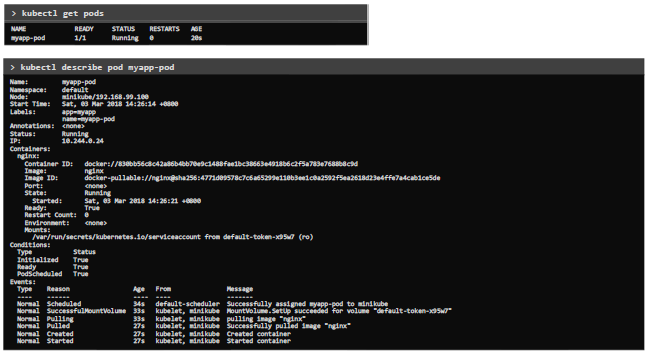 > kubectl get pods
NAME READY STATUS RESTARTS AGE
myapp-pod 1/1 Running 0 20s
> kubectl describe pod myapp-pod
Name: myapp-pod
Namespace: default
Node: minikube/192.168.99.100
Start Time: Sat, 03 Mar 2018 14:26:14 +0800
Labels: app=myapp
name=myapp-pod
Annotations: <none>
Status: Running
IP: 10.244.0.24
Containers:
nginx:
Container ID: docker://830bb56c8c42a86b4bb70e9c1488fae1bc38663e4918b6c2f5a783e7688b8c9d
Image: nginx
Image ID: docker-pullable://nginx@sha256:4771d09578c7c6a65299e110b3ee1c0a2592f5ea2618d23e4ffe7a4cab1ce5de
Port: <none>
State: Running
Started: Sat, 03 Mar 2018 14:26:21 +0800
Ready: True
Restart Count: 0
Environment: <none>
Mounts:
/var/run/secrets/kubernetes.io/serviceaccount from default-token-x95w7 (ro)
Conditions:
Type Status
Initialized True
Ready True
PodScheduled True
Events:
Type Reason Age From Message
---- ------ ---- ---- -------
Normal Scheduled 34s default-scheduler Successfully assigned myapp-pod to minikube
Normal SuccessfulMountVolume 33s kubelet, minikube MountVolume.SetUp succeeded for volume "default-token-x95w7"
Normal Pulling 33s kubelet, minikube pulling image "nginx"
Normal Pulled 27s kubelet, minikube Successfully pulled image "nginx"
Normal Created 27s kubelet, minikube Created container
Normal Started 27s kubelet, minikube Started container